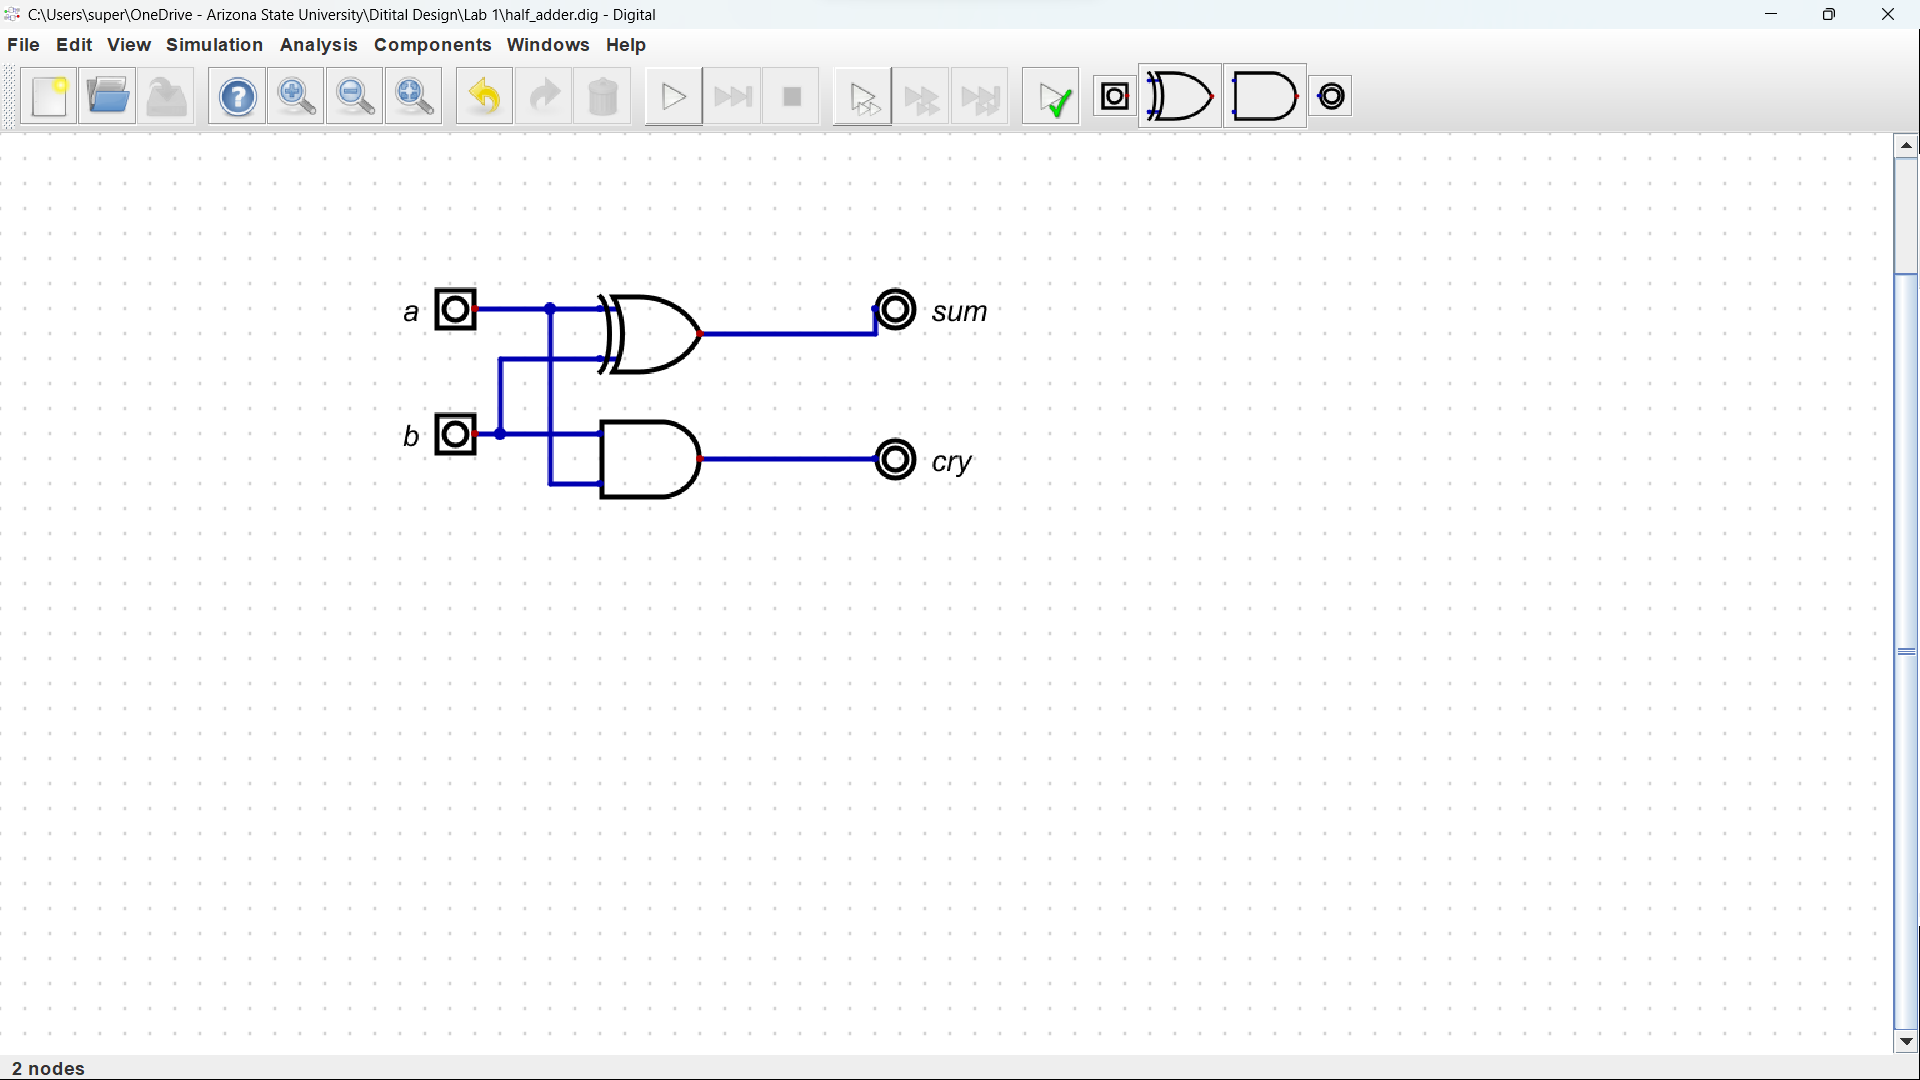 C:\Users\super\OneDrive - Arizona State University\Ditital Design\Lab 1\half_adder.dig - Digital
File Edit View Simulation Analysis Components Windows Help
a
sum
b
cry
2 nodes